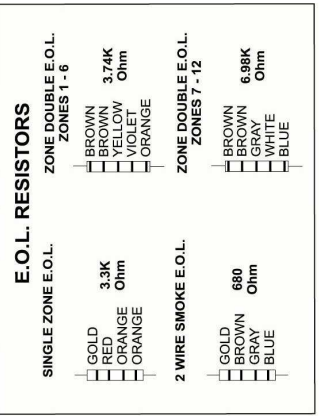 E.O.L. RESISTORS
SINGLE ZONE E.O.L.
GOLD
RED
ORANGE
ORANGE
3.3K
Ohm
ZONE DOUBLE E.O.L.
ZONES 1 - 6
BROWN
BROWN
YELLOW
VIOLET
ORANGE
3.74K
Ohm
2 WIRE SMOKE E.O.L.
GOLD
BROWN
GRAY
BLUE
680
Ohm
ZONE DOUBLE E.O.L.
ZONES 7 - 12
BROWN
BROWN
GRAY
WHITE
BLUE
6.98K
Ohm